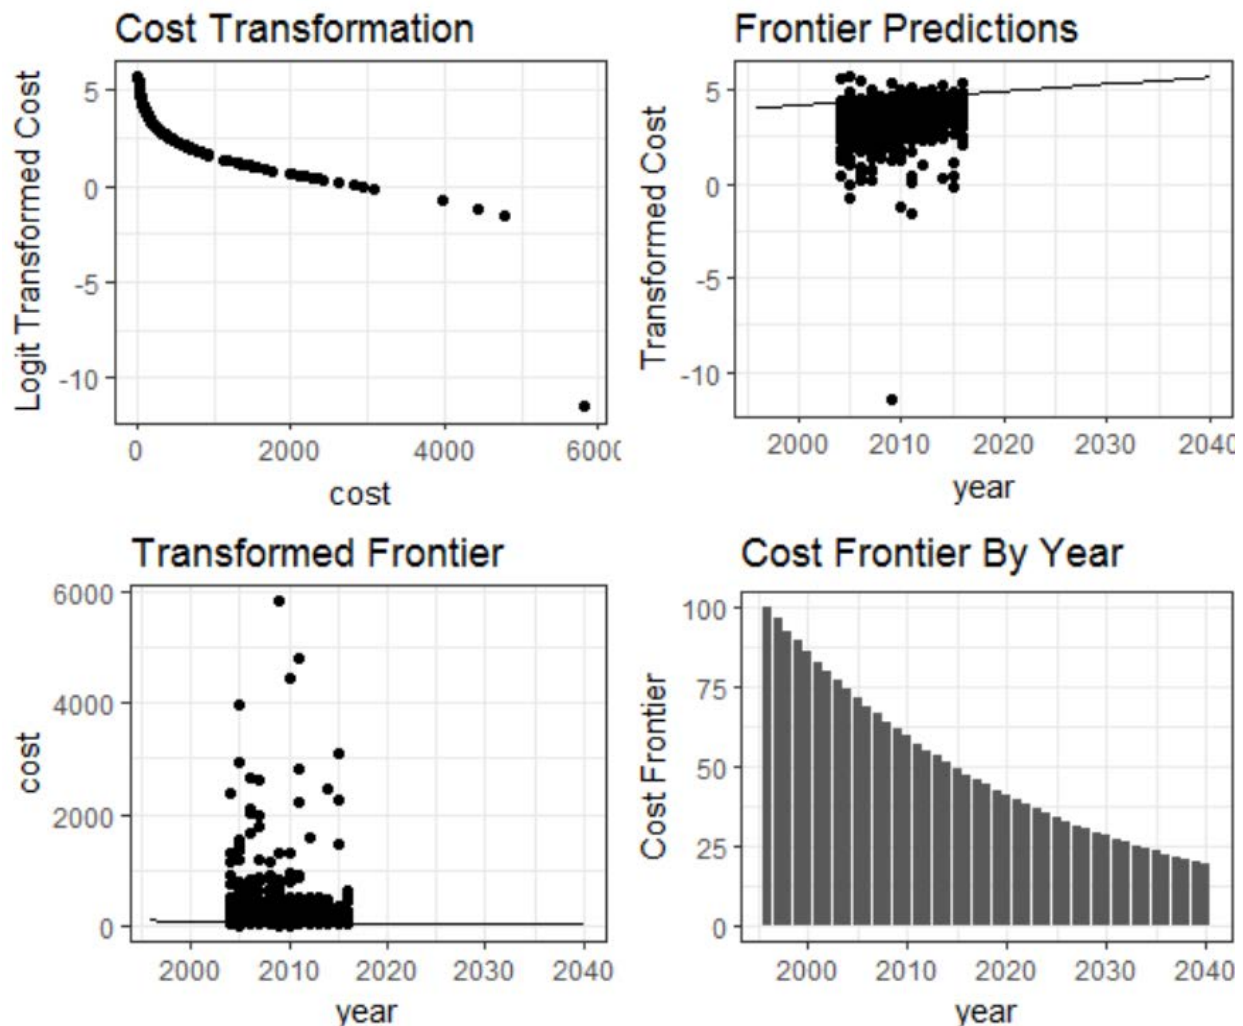 Cost Transformation
Logit Transformed Cost
5
0
-5
-10
0 2000 4000 6000
cost
Frontier Predictions
Transformed Cost
5
0
-5
-10
2000 2010 2020 2030 2040
year
Transformed Frontier
cost
6000
4000
2000
0
2000 2010 2020 2030 2040
year
Cost Frontier By Year
Cost Frontier
100
75
50
25
0
2000 2010 2020 2030 2040
year